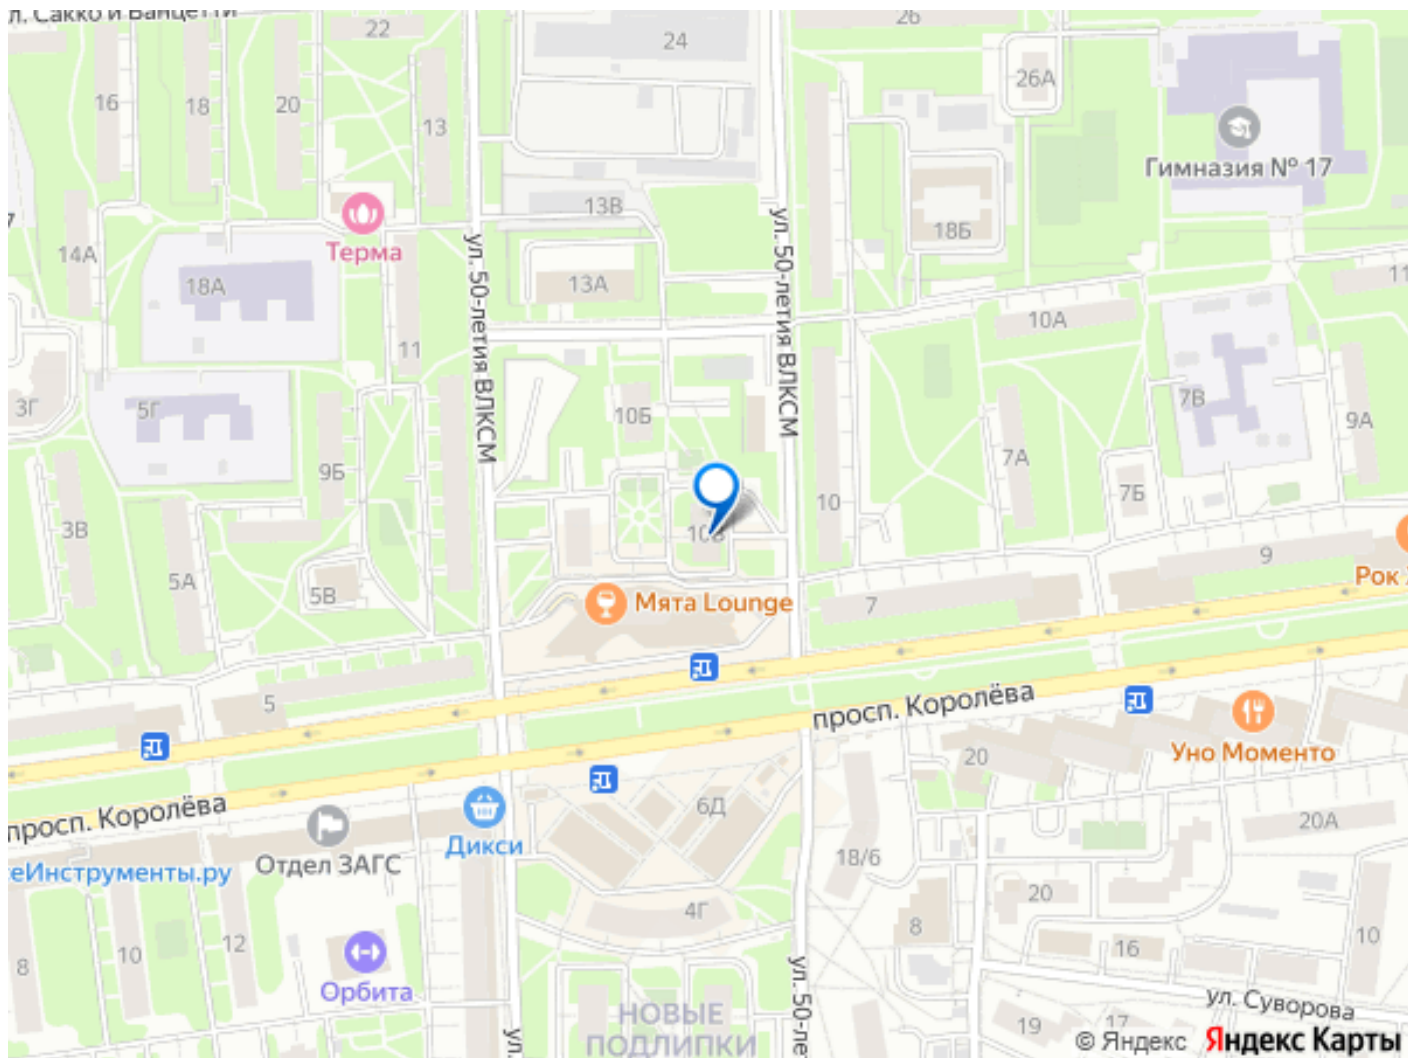 л. Сакко и Ванцетти
22
24
26
26А
16
18
20
13
Гимназия № 17
13В
18Б
7
14А
Терма
ул. 50-летия ВЛКСМ
ул. 50-летия ВЛКСМ
18А
13А
11
10А
11
3Г
5Г
10Б
7В
9А
9Б
7А
7Б
10
3В
10В
5А
5В
9
Мята Lounge
7
Рок
5
просп. Королёва
20
Уно Моменто
просп. Королёва
6Д
20А
Дикси
Отдел ЗАГС
еИнструменты.ру
18/6
20
4Г
8
16
10
12
10
8
Орбита
ул. 50-ле
ул. Суворова
НОВЫЕ
ПОДЛИПКИ
19
17
ул.
© Яндекс Яндекс Карты